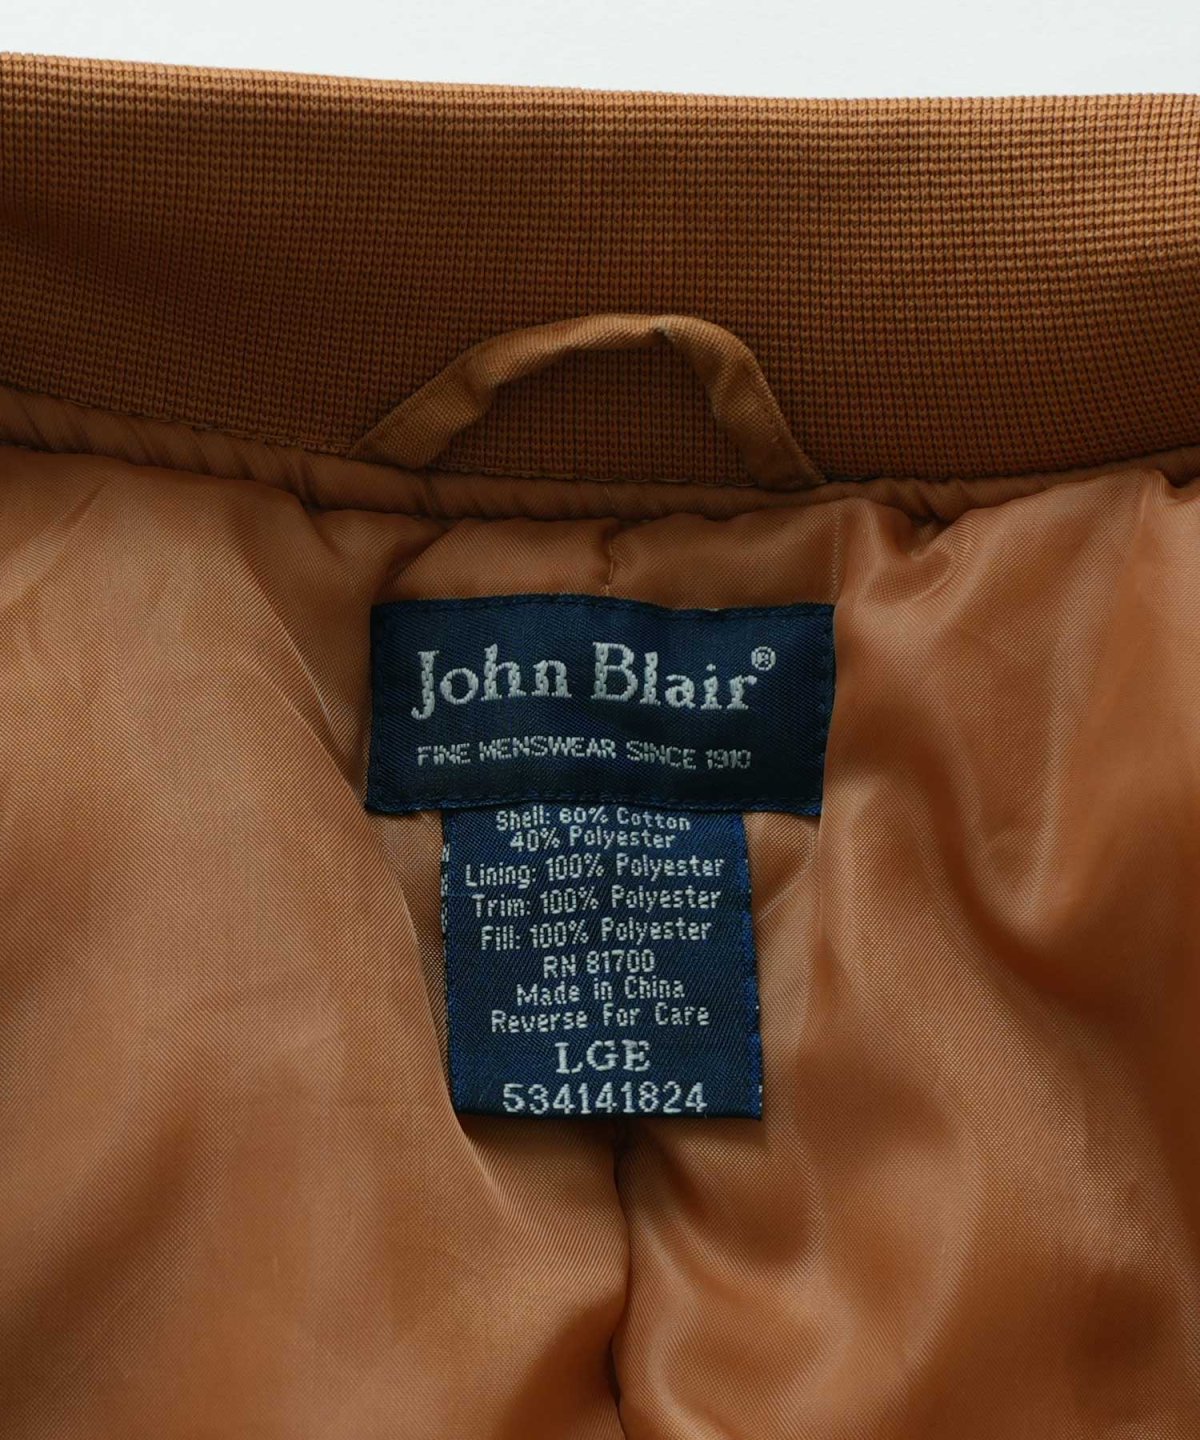 John Blair®
FINE MENSWEAR SINCE 1910
Shell: 60% Cotton
40% Polyester
Lining: 100% Polyester
Trim: 100% Polyester
Fill: 100% Polyester
RN 81700
Made in China
Reverse For Care
LGE
534141824